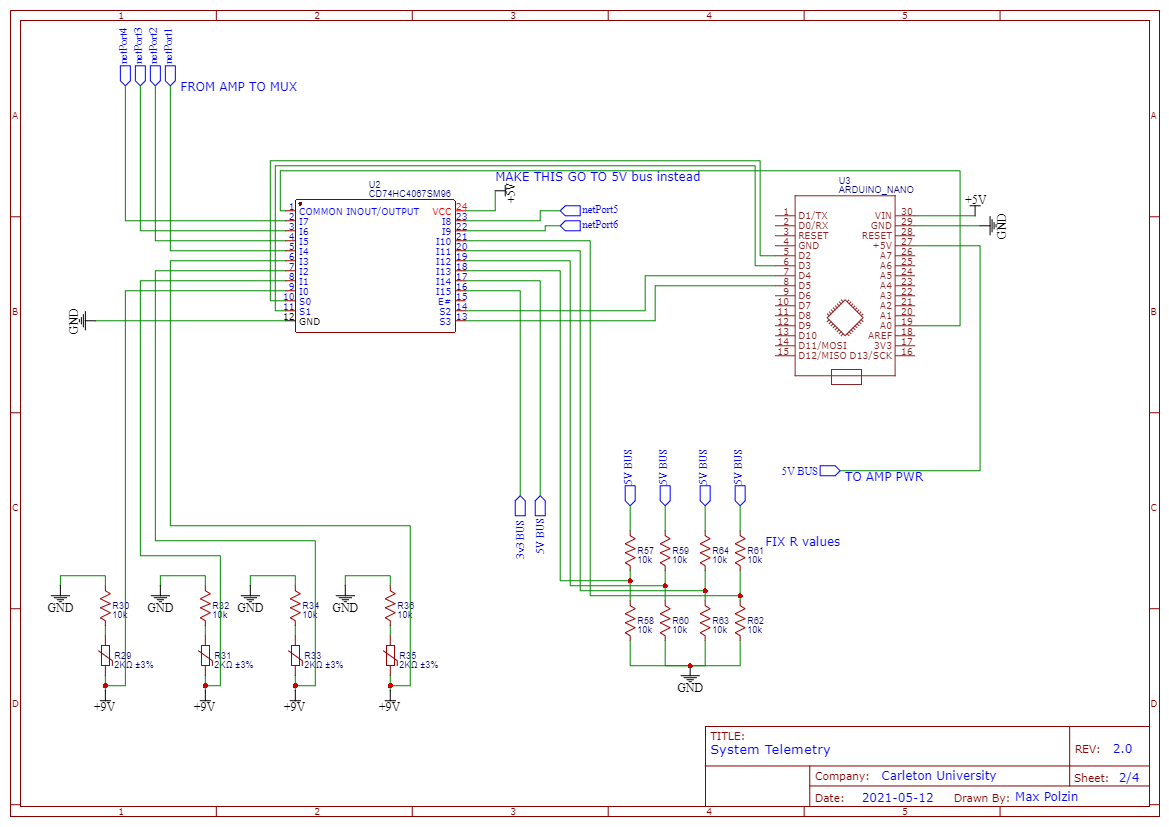 1 2 3 4 5
netPort4 netPort3 netPort2 netPort1
FROM AMP TO MUX
A A
MAKE THIS GO TO 5V bus instead
+5V
U2
CD74HC4067SM96
1 COMMON INOUT/OUTPUT VCC 24
2 I7 I8 23
3 I6 I9 22
4 I5 I10 21
5 I4 I11 20
6 I3 I12 19
7 I2 I13 18
8 I1 I14 17
9 I0 I15 16
10 S0 E# 15
11 S1 S2 14
12 GND S3 13
netPort5
netPort6
GND
U3
ARDUINO_NANO
1 D1/TX VIN 30
2 D0/RX GND 29
3 RESET RESET 28
4 GND +5V 27
5 D2 A7 26
6 D3 A6 25
7 D4 A5 24
8 D5 A4 23
9 D6 A3 22
10 D7 A2 21
11 D8 A1 20
12 D9 A0 19
13 D10 AREF 18
14 D11/MOSI 3V3 17
15 D12/MISO D13/SCK 16
+5V
GND
B B
5V BUS 5V BUS 5V BUS 5V BUS
5V BUS TO AMP PWR
C C
3v3 BUS 5V BUS
FIX R values
R57 10k R59 10k R64 10k R61 10k
R58 10k R60 10k R63 10k R62 10k
GND
GND GND GND GND
R30 10k R32 10k R34 10k R36 10k
R29 2KΩ ±3% R31 2KΩ ±3% R33 2KΩ ±3% R35 2KΩ ±3%
+9V +9V +9V +9V
D D
TITLE:
System Telemetry
REV: 2.0
Company: Carleton University
Sheet: 2/4
Date: 2021-05-12 Drawn By: Max Polzin
1 2 3 4 5